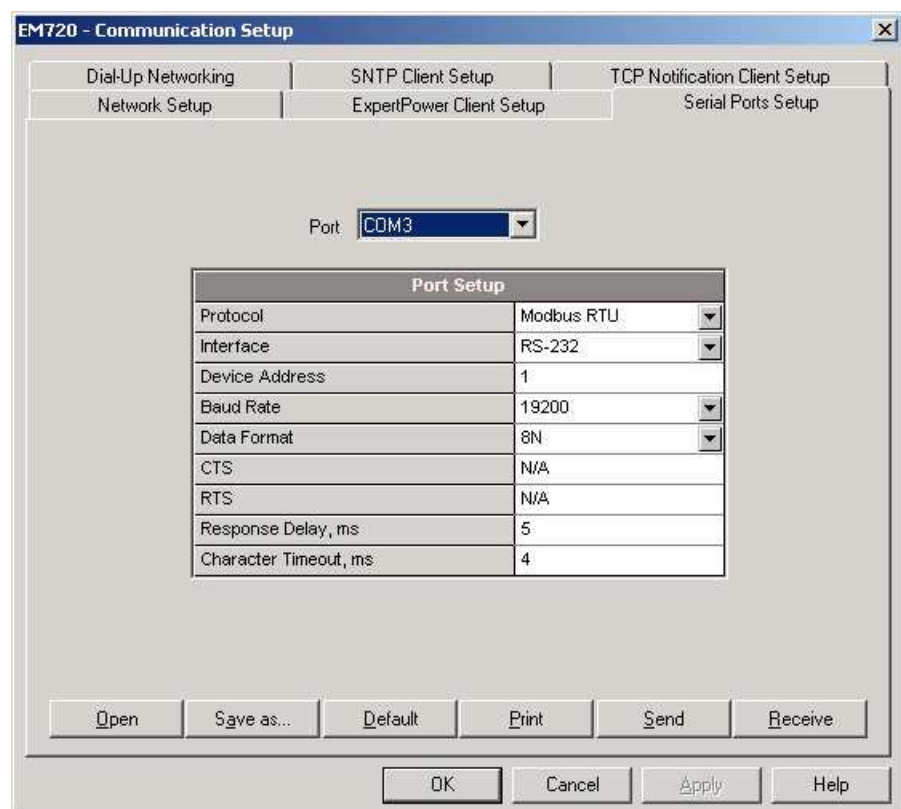 EM720 - Communication Setup
Dial-Up Networking SNTP Client Setup TCP Notification Client Setup
Network Setup ExpertPower Client Setup Serial Ports Setup
Port COM3
Port Setup
Protocol Modbus RTU
Interface RS-232
Device Address 1
Baud Rate 19200
Data Format 8N
CTS N/A
RTS N/A
Response Delay, ms 5
Character Timeout, ms 4
Open Save as... Default Print Send Receive
OK Cancel Apply Help